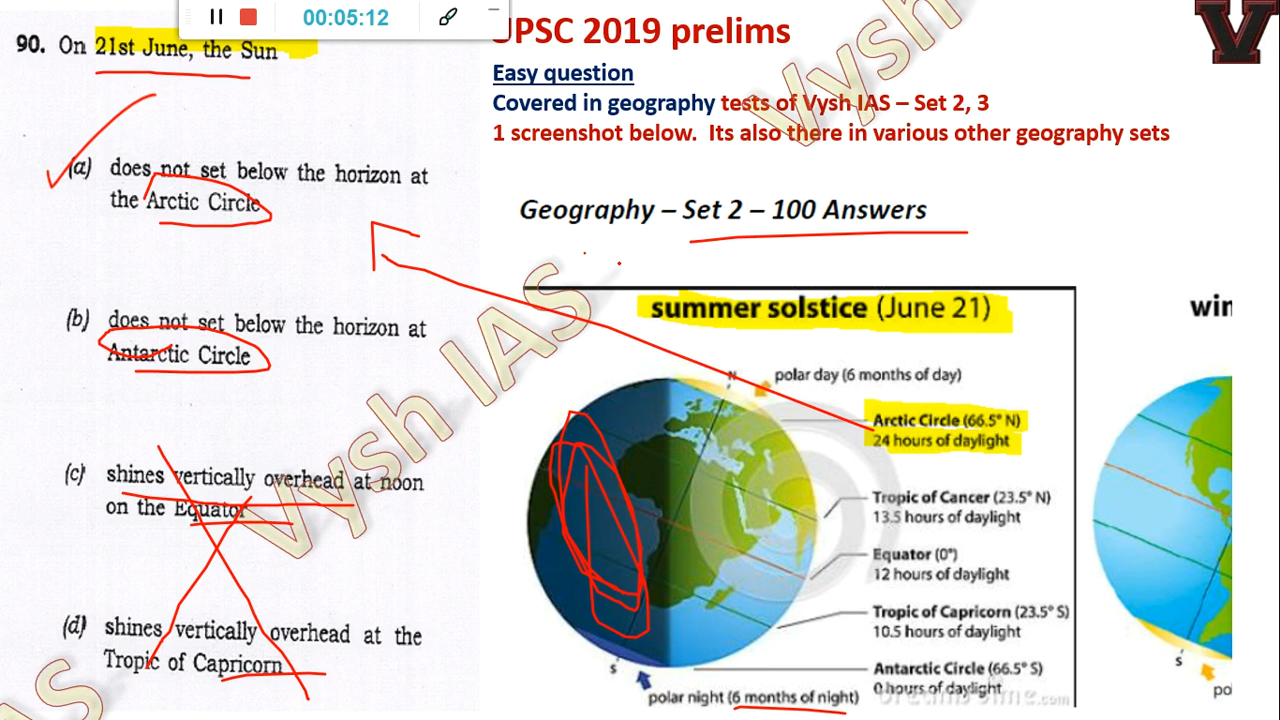 00:05:12
90. On 21st June, the Sun
(a) does not set below the horizon at
the Arctic Circle
(b) does not set below the horizon at
Antarctic Circle
(c) shines vertically overhead at noon
on the Equator
(d) shines vertically overhead at the
Tropic of Capricorn
UPSC 2019 prelims
Easy question
Covered in geography tests of Vysh IAS – Set 2, 3
1 screenshot below. Its also there in various other geography sets
Geography – Set 2 – 100 Answers
summer solstice (June 21)
N
polar day (6 months of day)
Arctic Circle (66.5° N)
24 hours of daylight
Tropic of Cancer (23.5° N)
13.5 hours of daylight
Equator (0°)
12 hours of daylight
Tropic of Capricorn (23.5° S)
10.5 hours of daylight
Antarctic Circle (66.5° S)
0 hours of daylight
S
polar night (6 months of night)
win
S
po
V
Vysh
Vysh IAS
AS